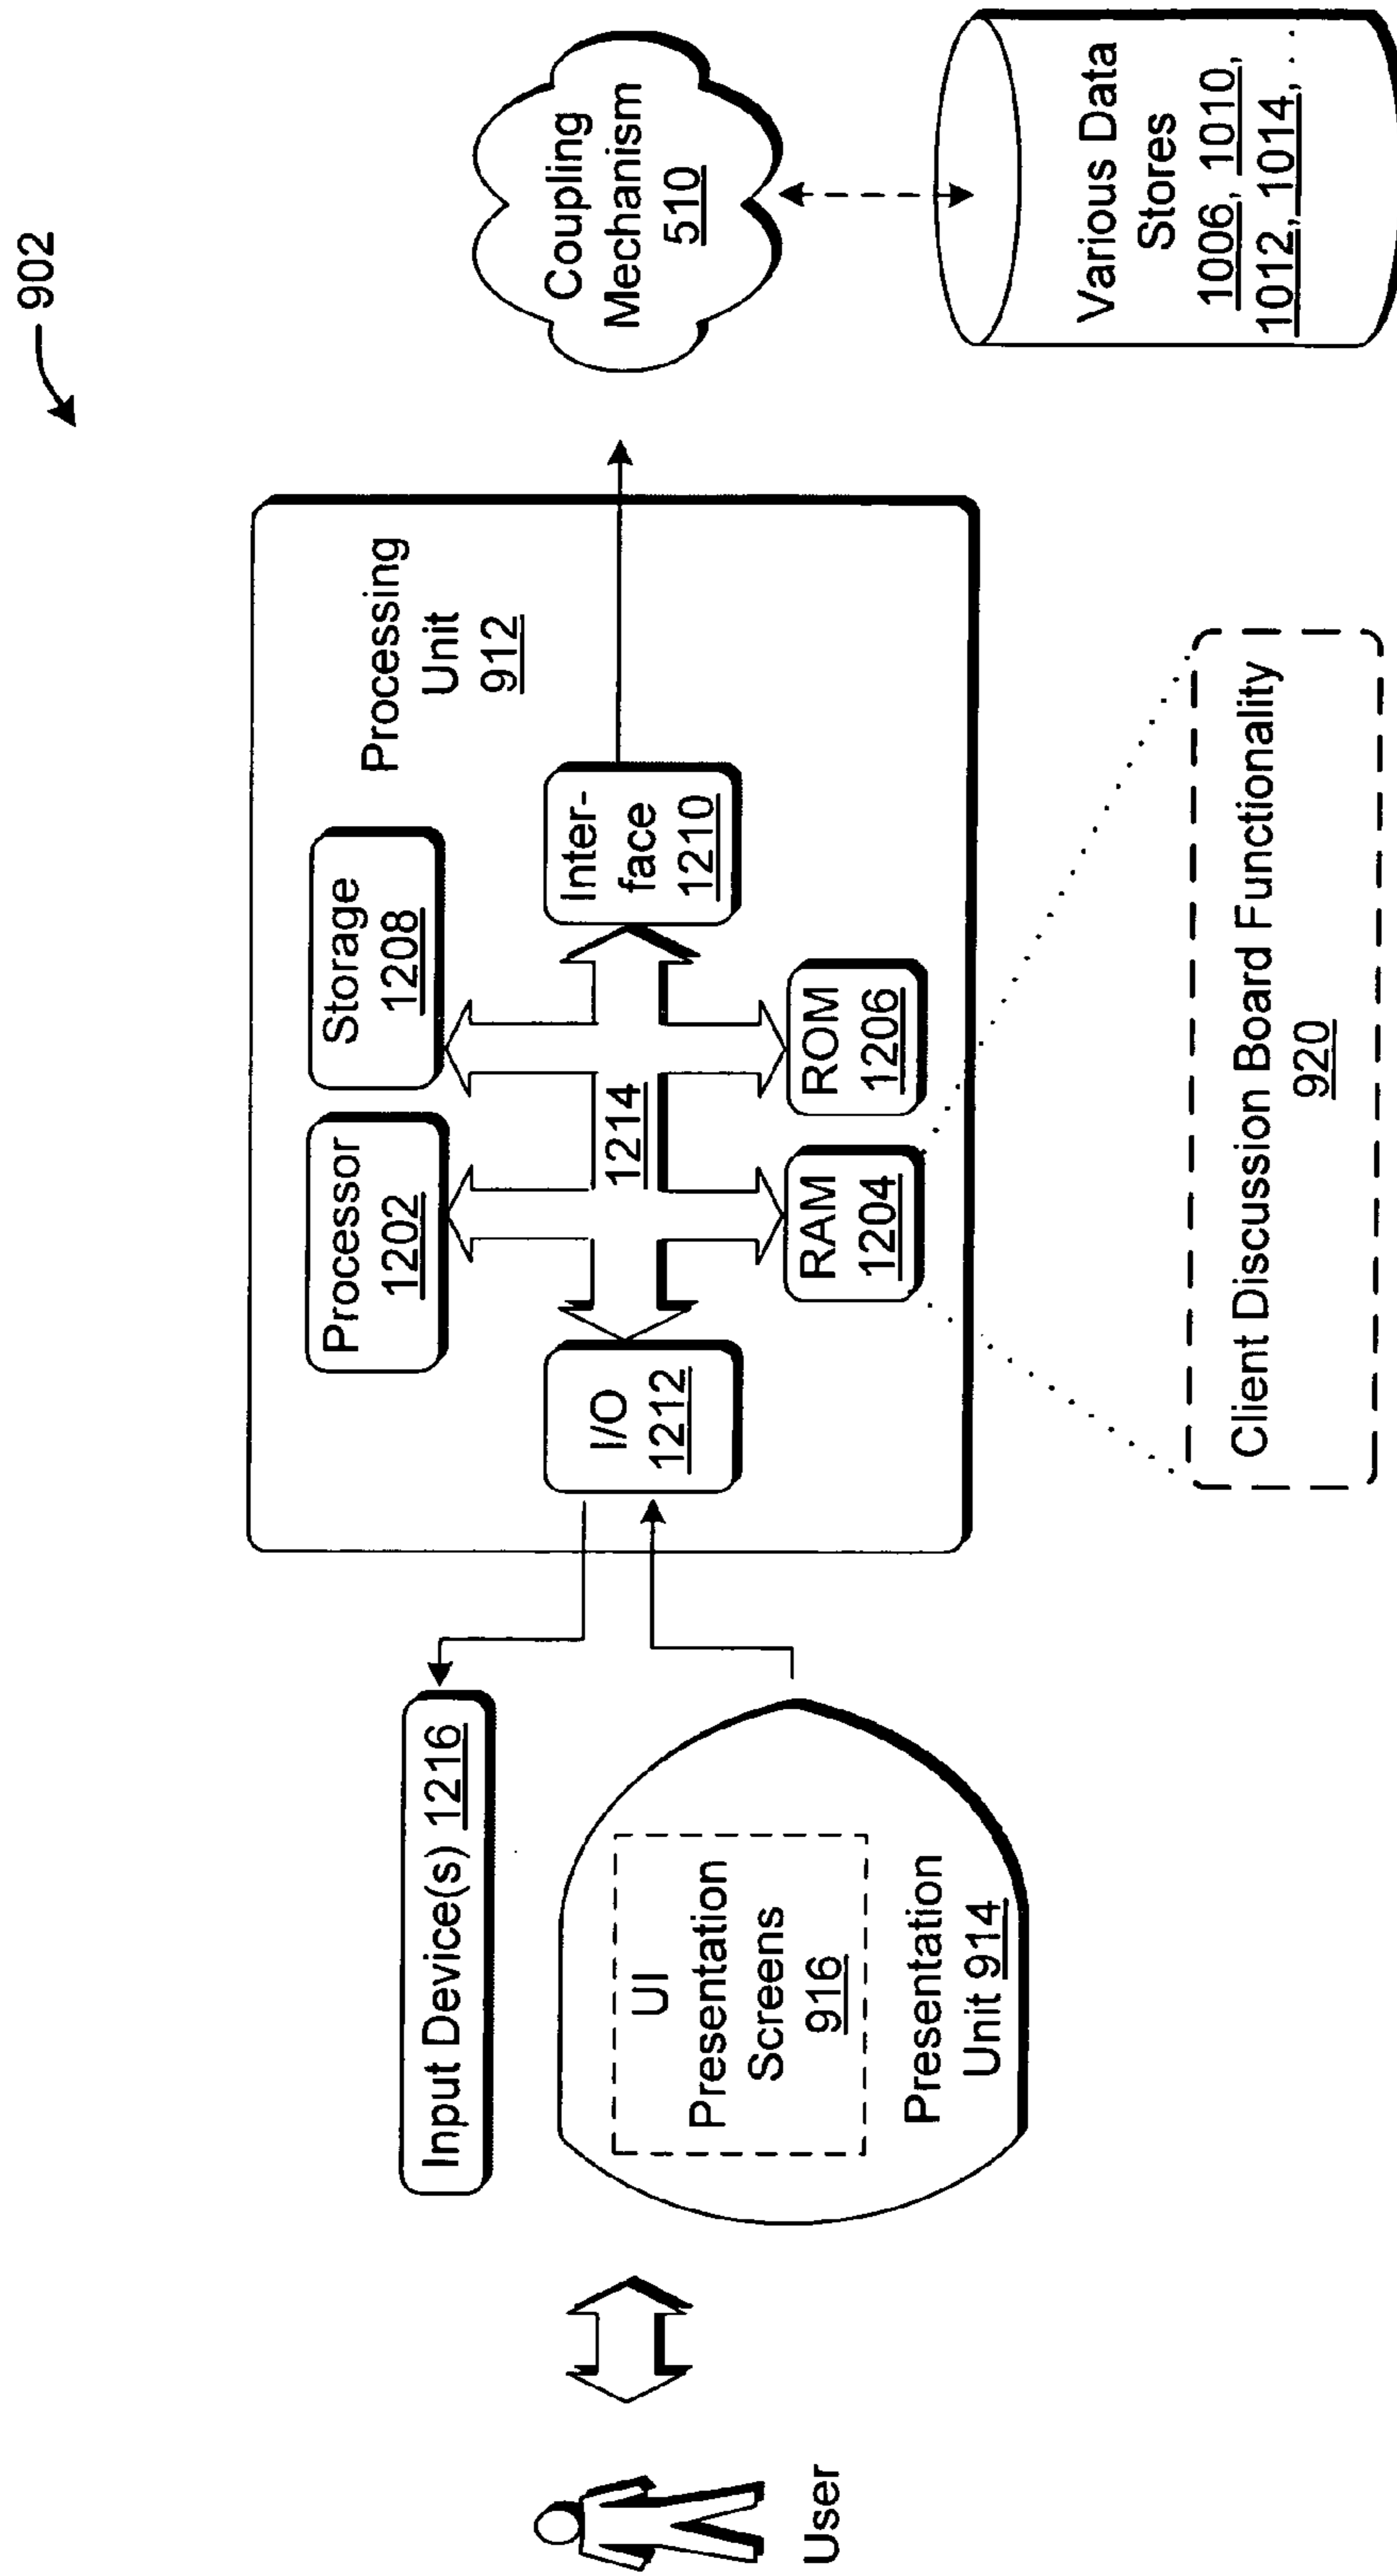 902
Processing
Unit
912
Processor
1202
Storage
1208
I/O
1212
1214
Inter-
face
1210
RAM
1204
ROM
1206
Coupling
Mechanism
510
Various Data
Stores
1006, 1010,
1012, 1014, . . .
Input Device(s) 1216
UI
Presentation
Screens
916
Presentation
Unit 914
User
Client Discussion Board Functionality
920